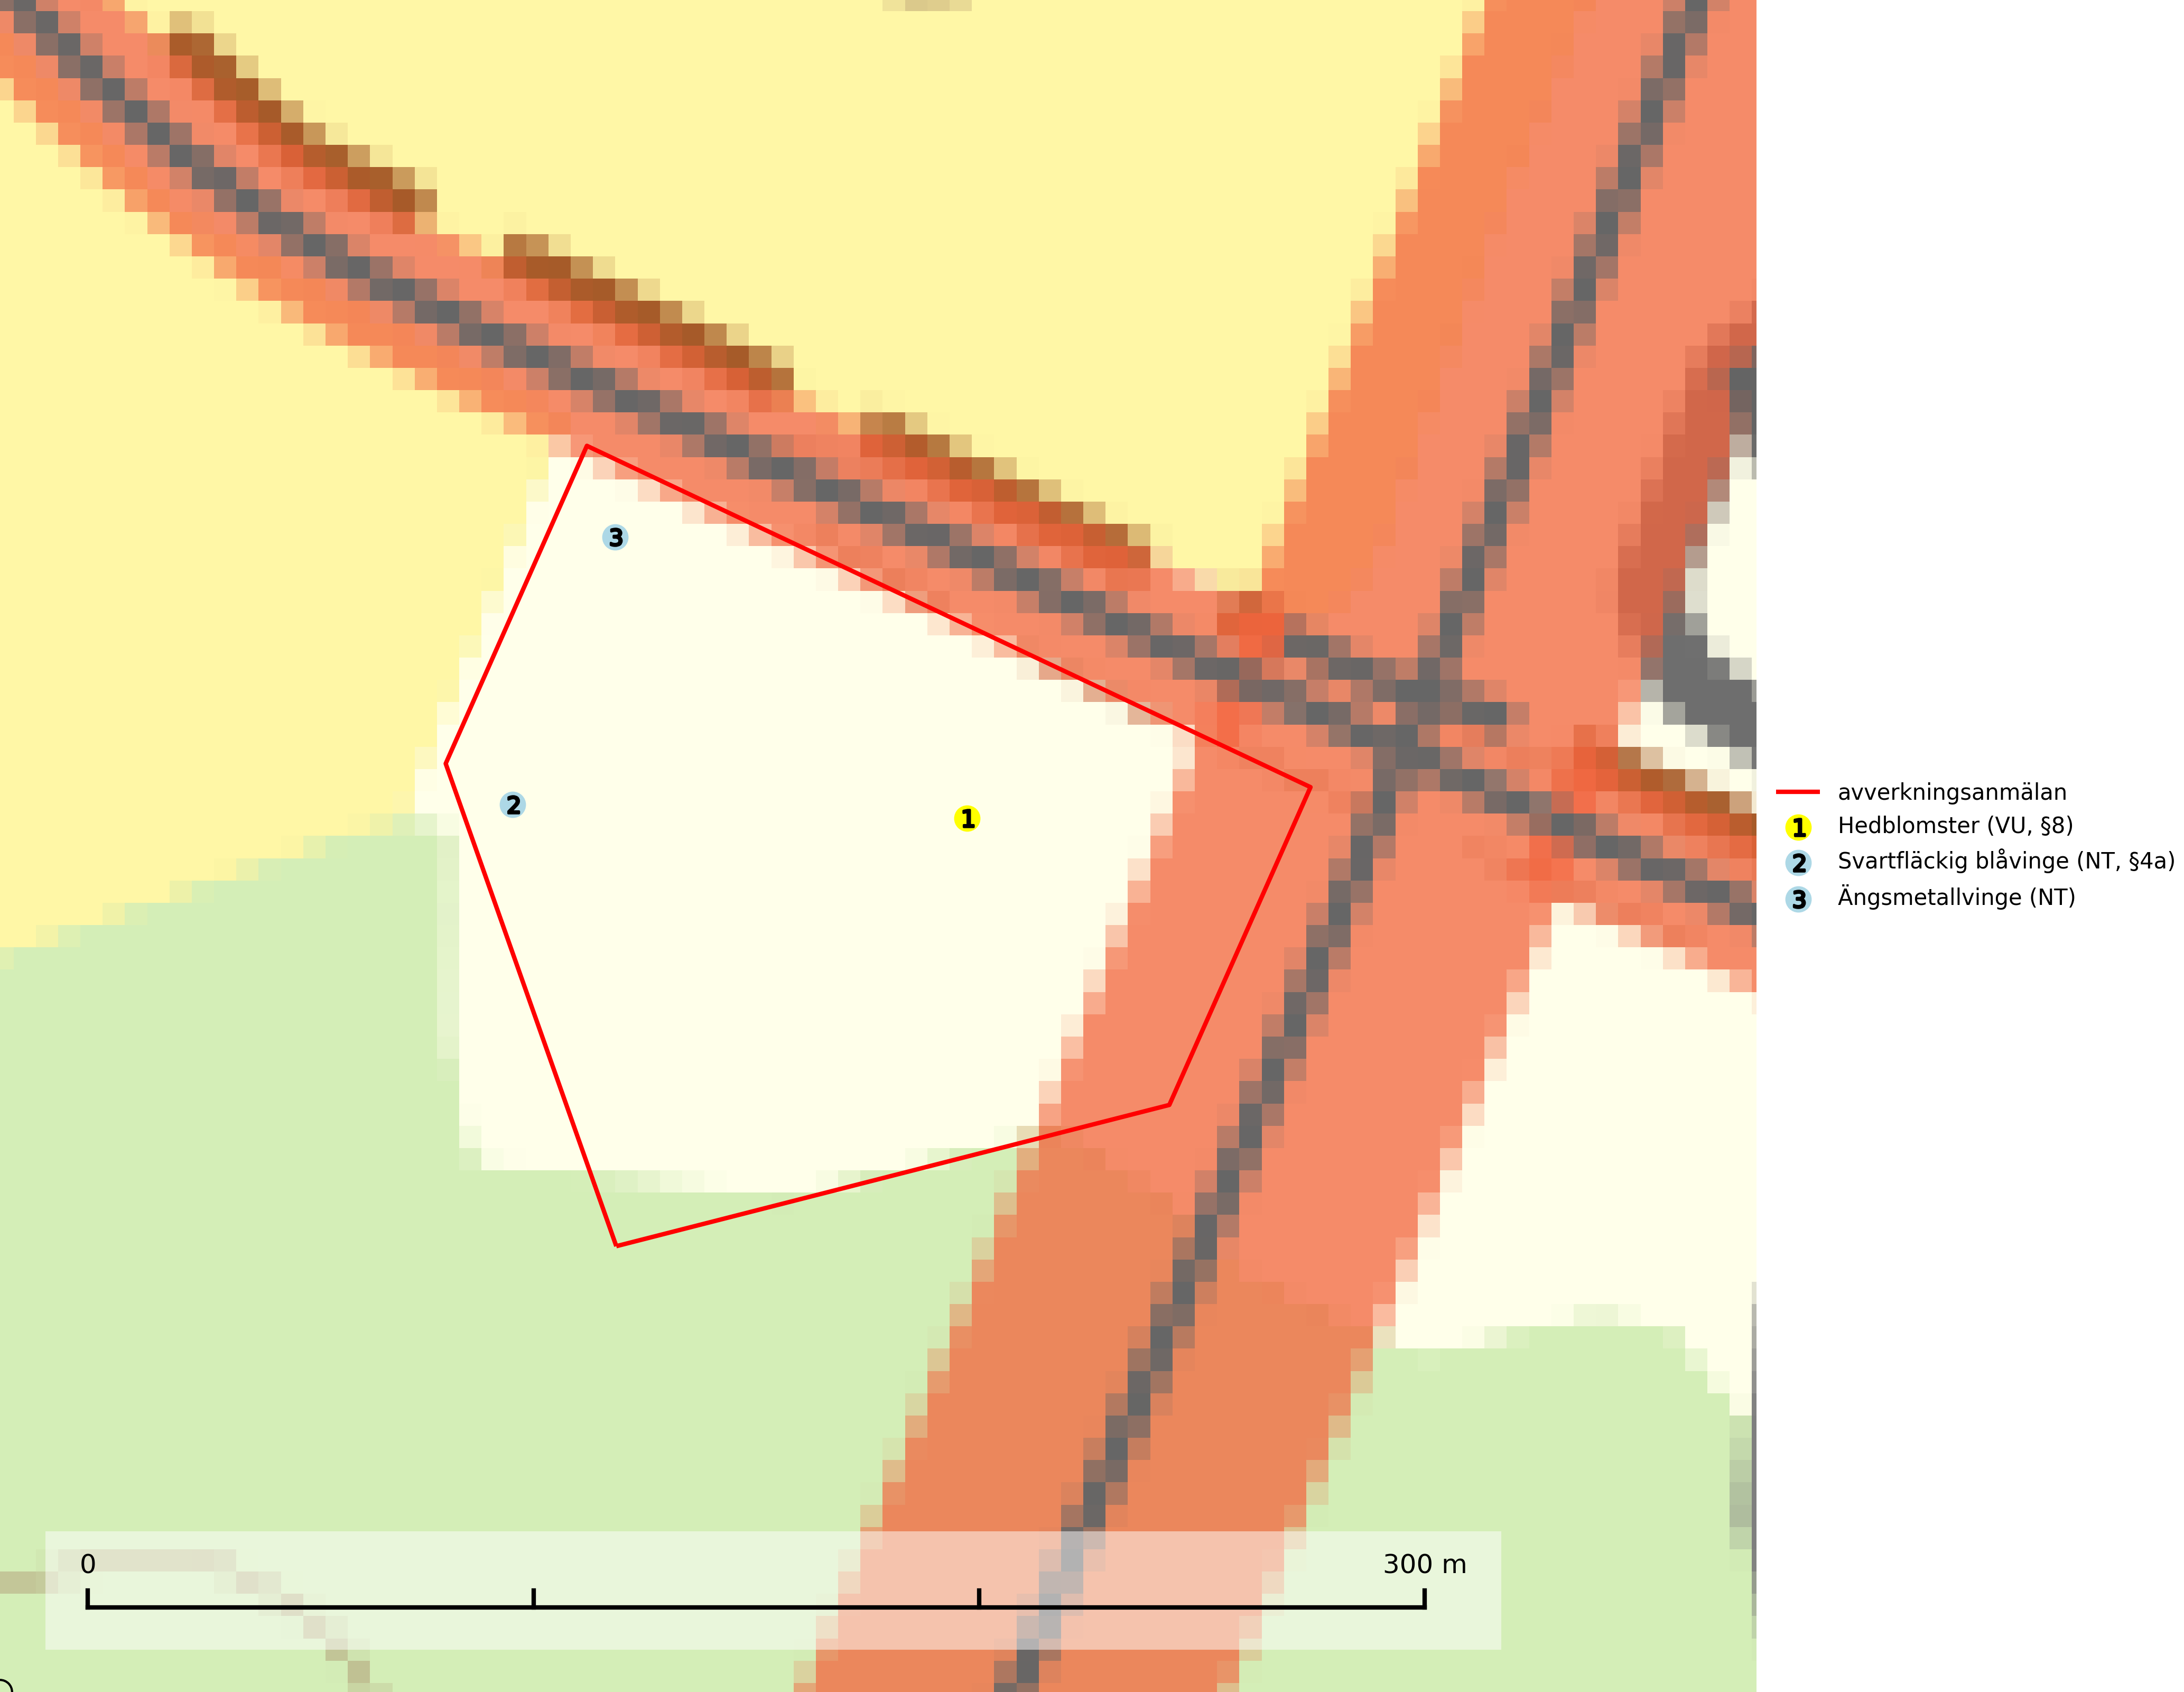 3
2
1
avverkningsanmälan
1 Hedblomster (VU, §8)
2 Svartfläckig blåvinge (NT, §4a)
3 Ängsmetallvinge (NT)
0 300 m